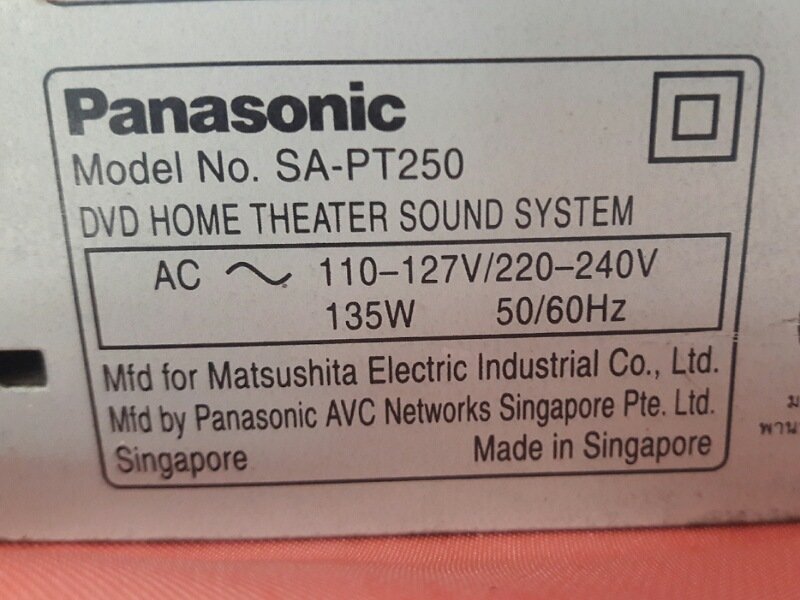 Panasonic
Model No. SA-PT250
DVD HOME THEATER SOUND SYSTEM
AC ~ 110–127V/220–240V
135W 50/60Hz
Mfd for Matsushita Electric Industrial Co., Ltd.
Mfd by Panasonic AVC Networks Singapore Pte. Ltd.
Singapore Made in Singapore